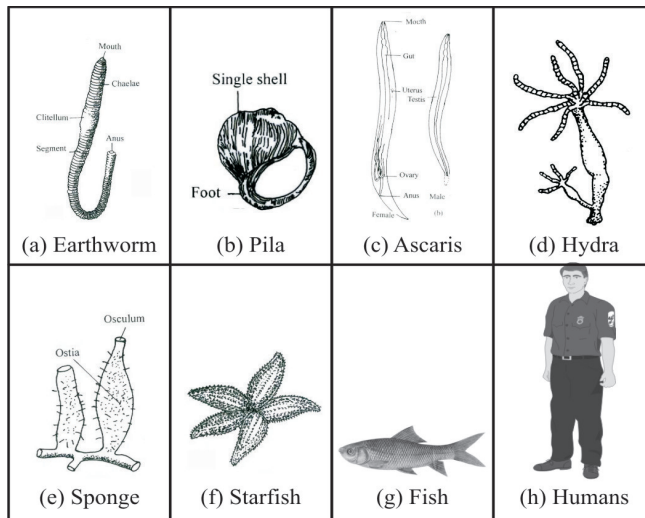 Mouth
Chaelae
Clitellum
Anus
Segment
(a) Earthworm
Single shell
Foot
(b) Pila
Mocth
Gut
Uterus
Testis
Ovary
Anus
Male
Female
(h)
(c) Ascaris
(d) Hydra
Osculum
Ostia
(e) Sponge
(f) Starfish
(g) Fish
(h) Humans